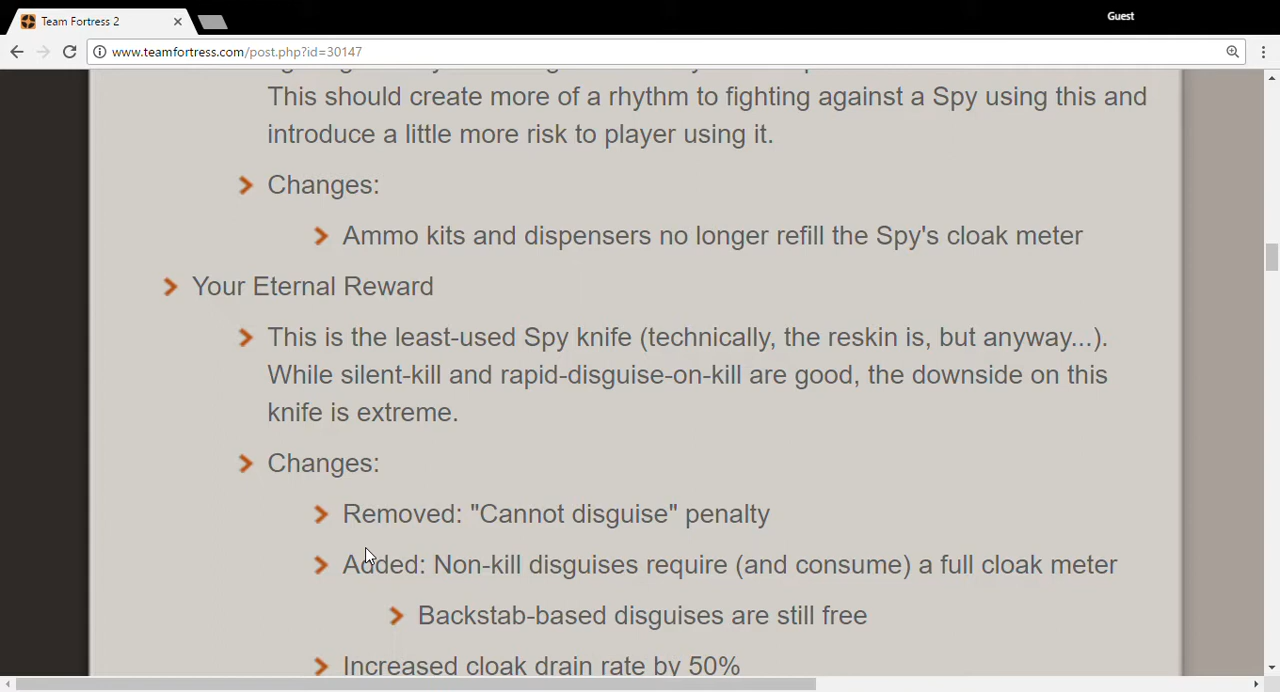 Team Fortress 2
Guest
www.teamfortress.com/post.php?id=30147
This should create more of a rhythm to fighting against a Spy using this and
introduce a little more risk to player using it.
Changes:
Ammo kits and dispensers no longer refill the Spy's cloak meter
Your Eternal Reward
This is the least-used Spy knife (technically, the reskin is, but anyway...).
While silent-kill and rapid-disguise-on-kill are good, the downside on this
knife is extreme.
Changes:
Removed: "Cannot disguise" penalty
Added: Non-kill disguises require (and consume) a full cloak meter
Backstab-based disguises are still free
Increased cloak drain rate by 50%